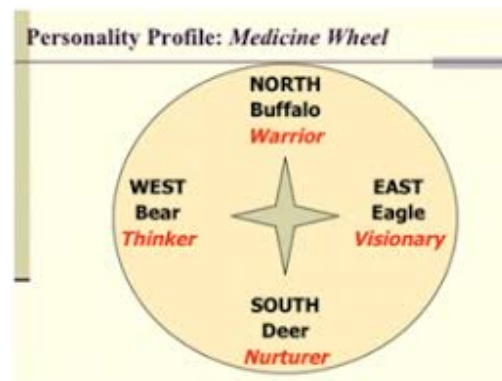 Personality Profile: Medicine Wheel
NORTH
Buffalo
Warrior
WEST
Bear
Thinker
EAST
Eagle
Visionary
SOUTH
Deer
Nurturer